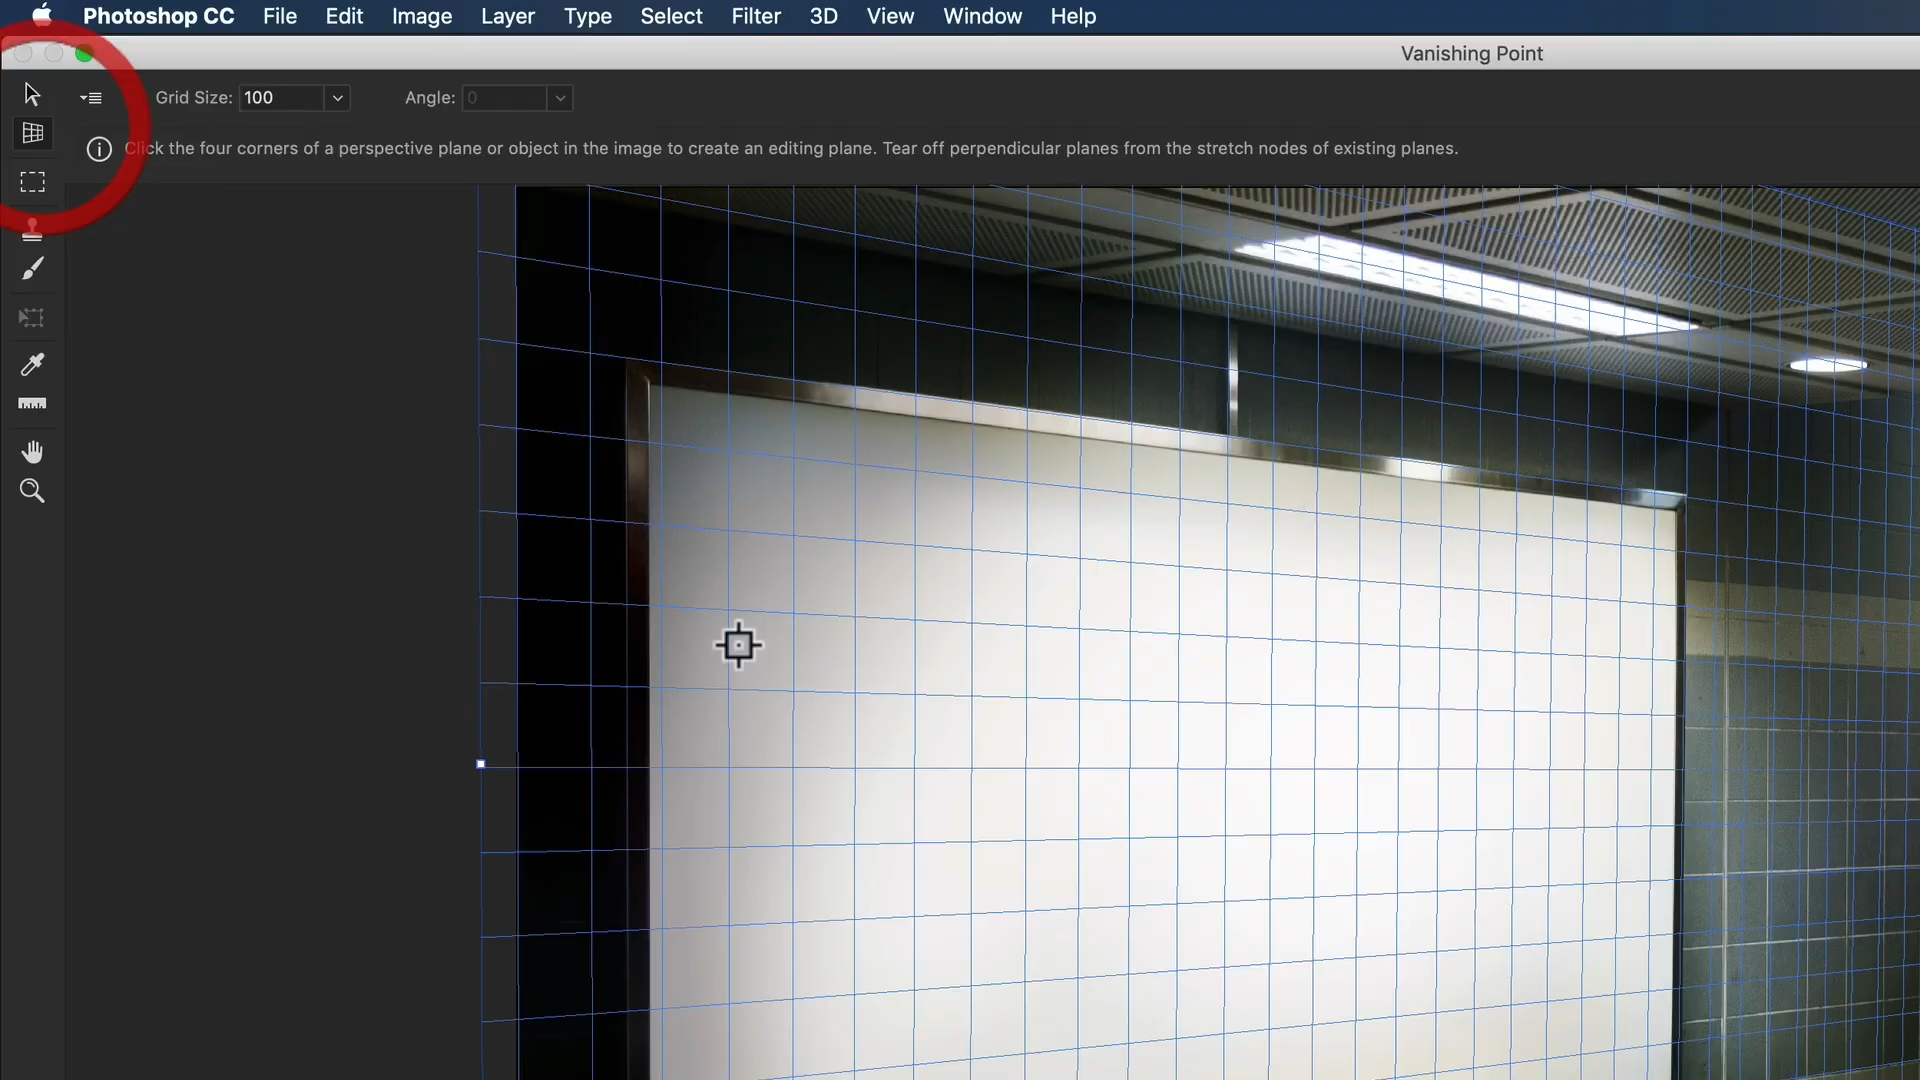 Photoshop CC File Edit Image Layer Type Select Filter 3D View Window Help
Vanishing Point
Grid Size: 100 Angle: 0
Click the four corners of a perspective plane or object in the image to create an editing plane. Tear off perpendicular planes from the stretch nodes of existing planes.